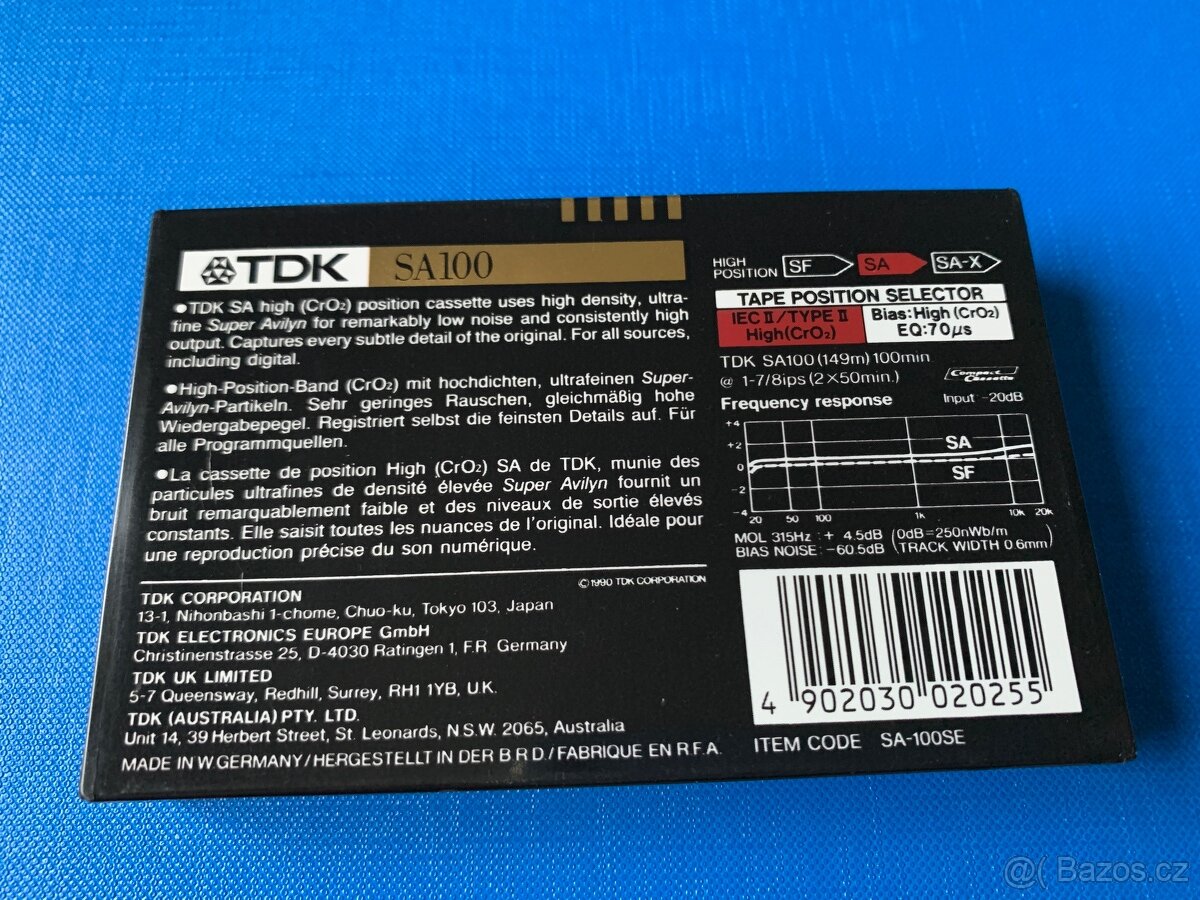 TDK SA100
●TDK SA high (CrO₂) position cassette uses high density, ultra-
fine Super Avilyn for remarkably low noise and consistently high
output. Captures every subtle detail of the original. For all sources,
including digital.
●High-Position-Band (CrO₂) mit hochdichten, ultrafeinen Super-
Avilyn-Partikeln. Sehr geringes Rauschen, gleichmäßig hohe
Wiedergabepegel. Registriert selbst die feinsten Details auf. Für
alle Programmquellen.
●La cassette de position High (CrO₂) SA de TDK, munie des
particules ultrafines de densité élevée Super Avilyn fournit un
bruit remarquablement faible et des niveaux de sortie élevés
constants. Elle saisit toutes les nuances de l'original. Idéale pour
une reproduction précise du son numérique.
©1990 TDK CORPORATION
TDK CORPORATION
13-1, Nihonbashi 1-chome, Chuo-ku, Tokyo 103, Japan
TDK ELECTRONICS EUROPE GmbH
Christinenstrasse 25, D-4030 Ratingen 1, F.R. Germany
TDK UK LIMITED
5-7 Queensway, Redhill, Surrey, RH1 1YB, U.K.
TDK (AUSTRALIA) PTY. LTD.
Unit 14, 39 Herbert Street, St. Leonards, N.S.W. 2065, Australia
MADE IN W.GERMANY/HERGESTELLT IN DER B.R.D./FABRIQUE EN R.F.A.
HIGH POSITION SF SA SA-X
TAPE POSITION SELECTOR
IEC II/TYPE II High(CrO₂)
Bias:High (CrO₂) EQ:70μs
TDK SA100 (149m) 100min
@ 1-7/8ips (2×50min.)
Compact Cassette
Frequency response Input -20dB
+4
+2
0
-2
-4
SA
SF
20 50 100 1k 10k 20k
MOL 315Hz: + 4.5dB (0dB=250nWb/m
BIAS NOISE: -60.5dB TRACK WIDTH 0.6mm)
4 902030 020255
ITEM CODE SA-100SE
@( Bazos.cz